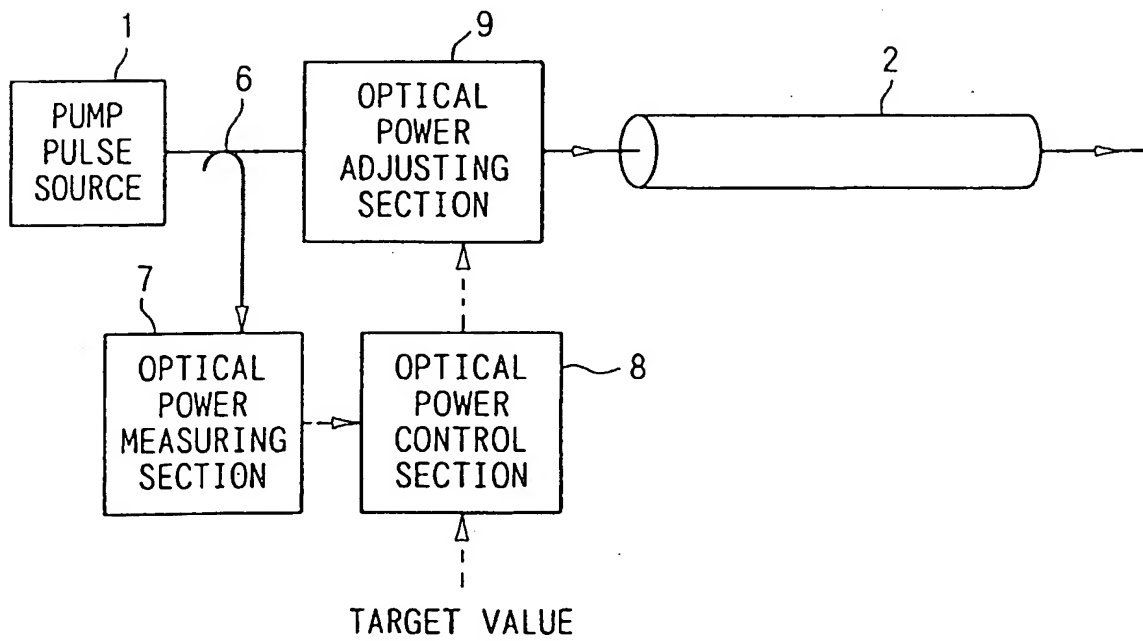 1
PUMP
PULSE
SOURCE
6
9
OPTICAL
POWER
ADJUSTING
SECTION
2
7
OPTICAL
POWER
MEASURING
SECTION
OPTICAL
POWER
CONTROL
SECTION
8
TARGET VALUE